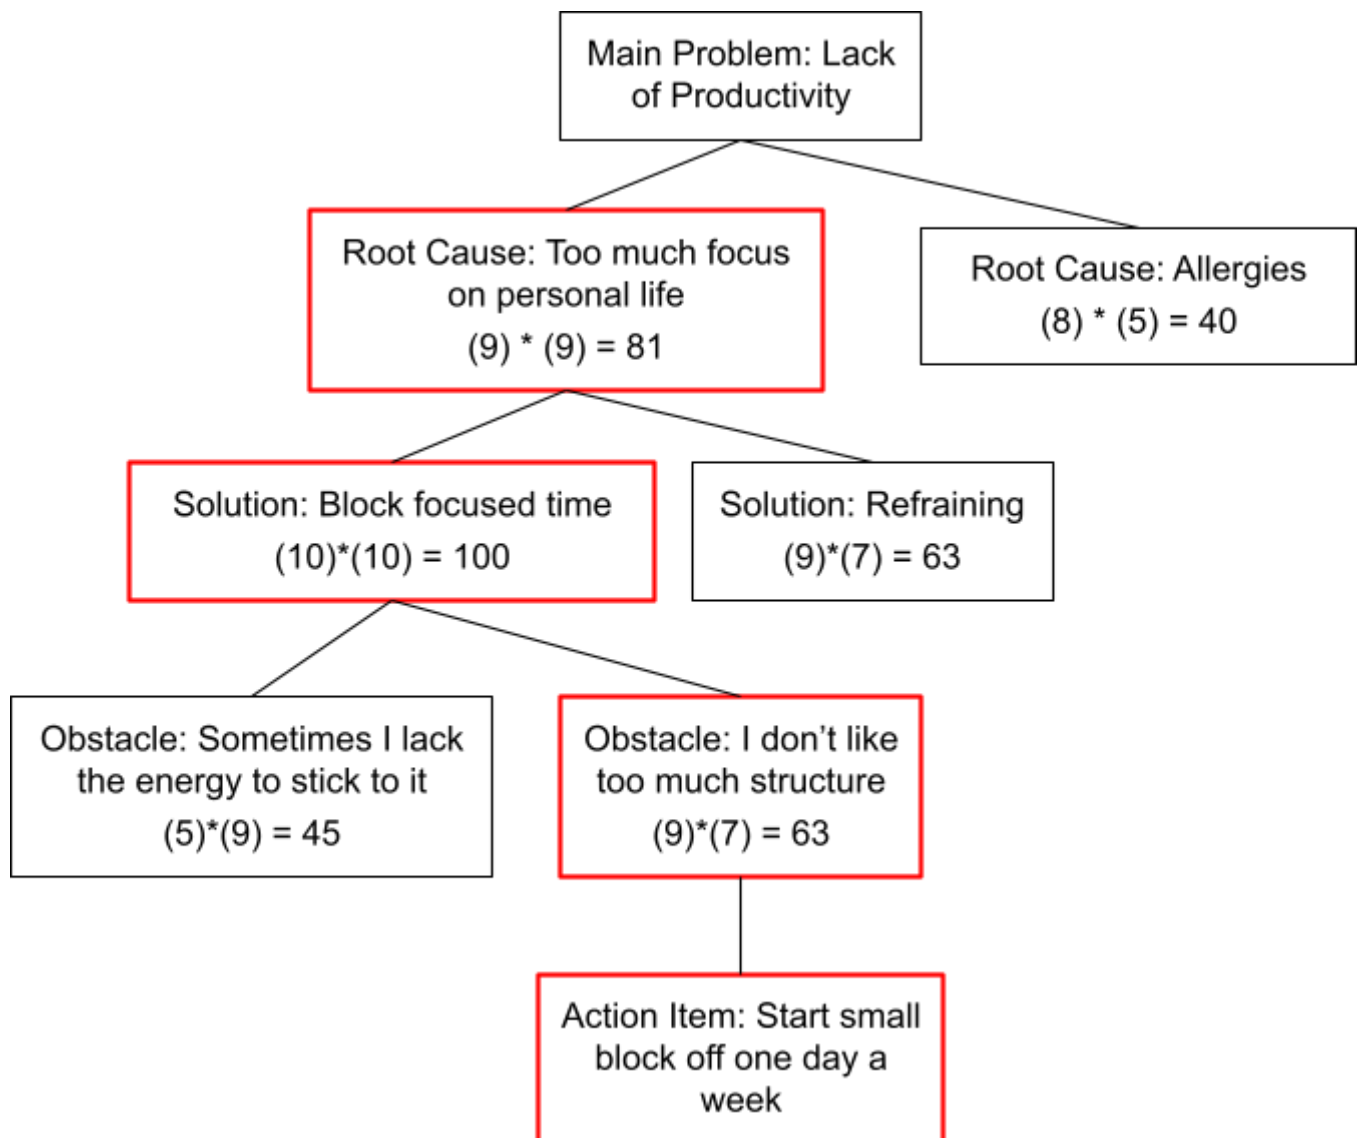 Main Problem: Lack
of Productivity
Root Cause: Too much focus
on personal life
(9) * (9) = 81
Root Cause: Allergies
(8) * (5) = 40
Solution: Block focused time
(10)*(10) = 100
Solution: Refraining
(9)*(7) = 63
Obstacle: Sometimes I lack
the energy to stick to it
(5)*(9) = 45
Obstacle: I don’t like
too much structure
(9)*(7) = 63
Action Item: Start small
block off one day a
week